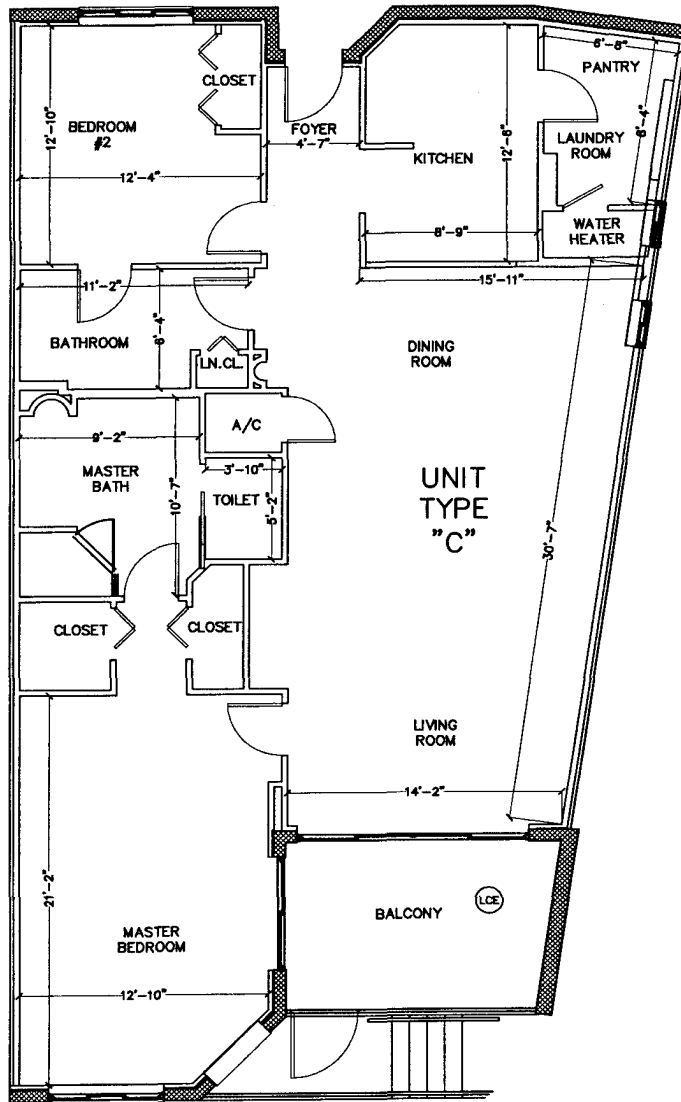 6'-8"
PANTRY
CLOSET
BEDROOM
#2
12'-10"
FOYER
4'-7"
6'-4"
LAUNDRY
ROOM
KITCHEN
12'-6"
12'-4"
WATER
HEATER
8'-9"
11'-2"
15'-11"
BATHROOM
6'-4"
DINING
ROOM
LN.CL.
A/C
9'-2"
MASTER
BATH
3'-10"
TOILET
5'-2"
10'-7"
UNIT
TYPE
"C"
30'-7"
CLOSET
CLOSET
LIVING
ROOM
14'-2"
21'-2"
BALCONY
LCE
MASTER
BEDROOM
12'-10"